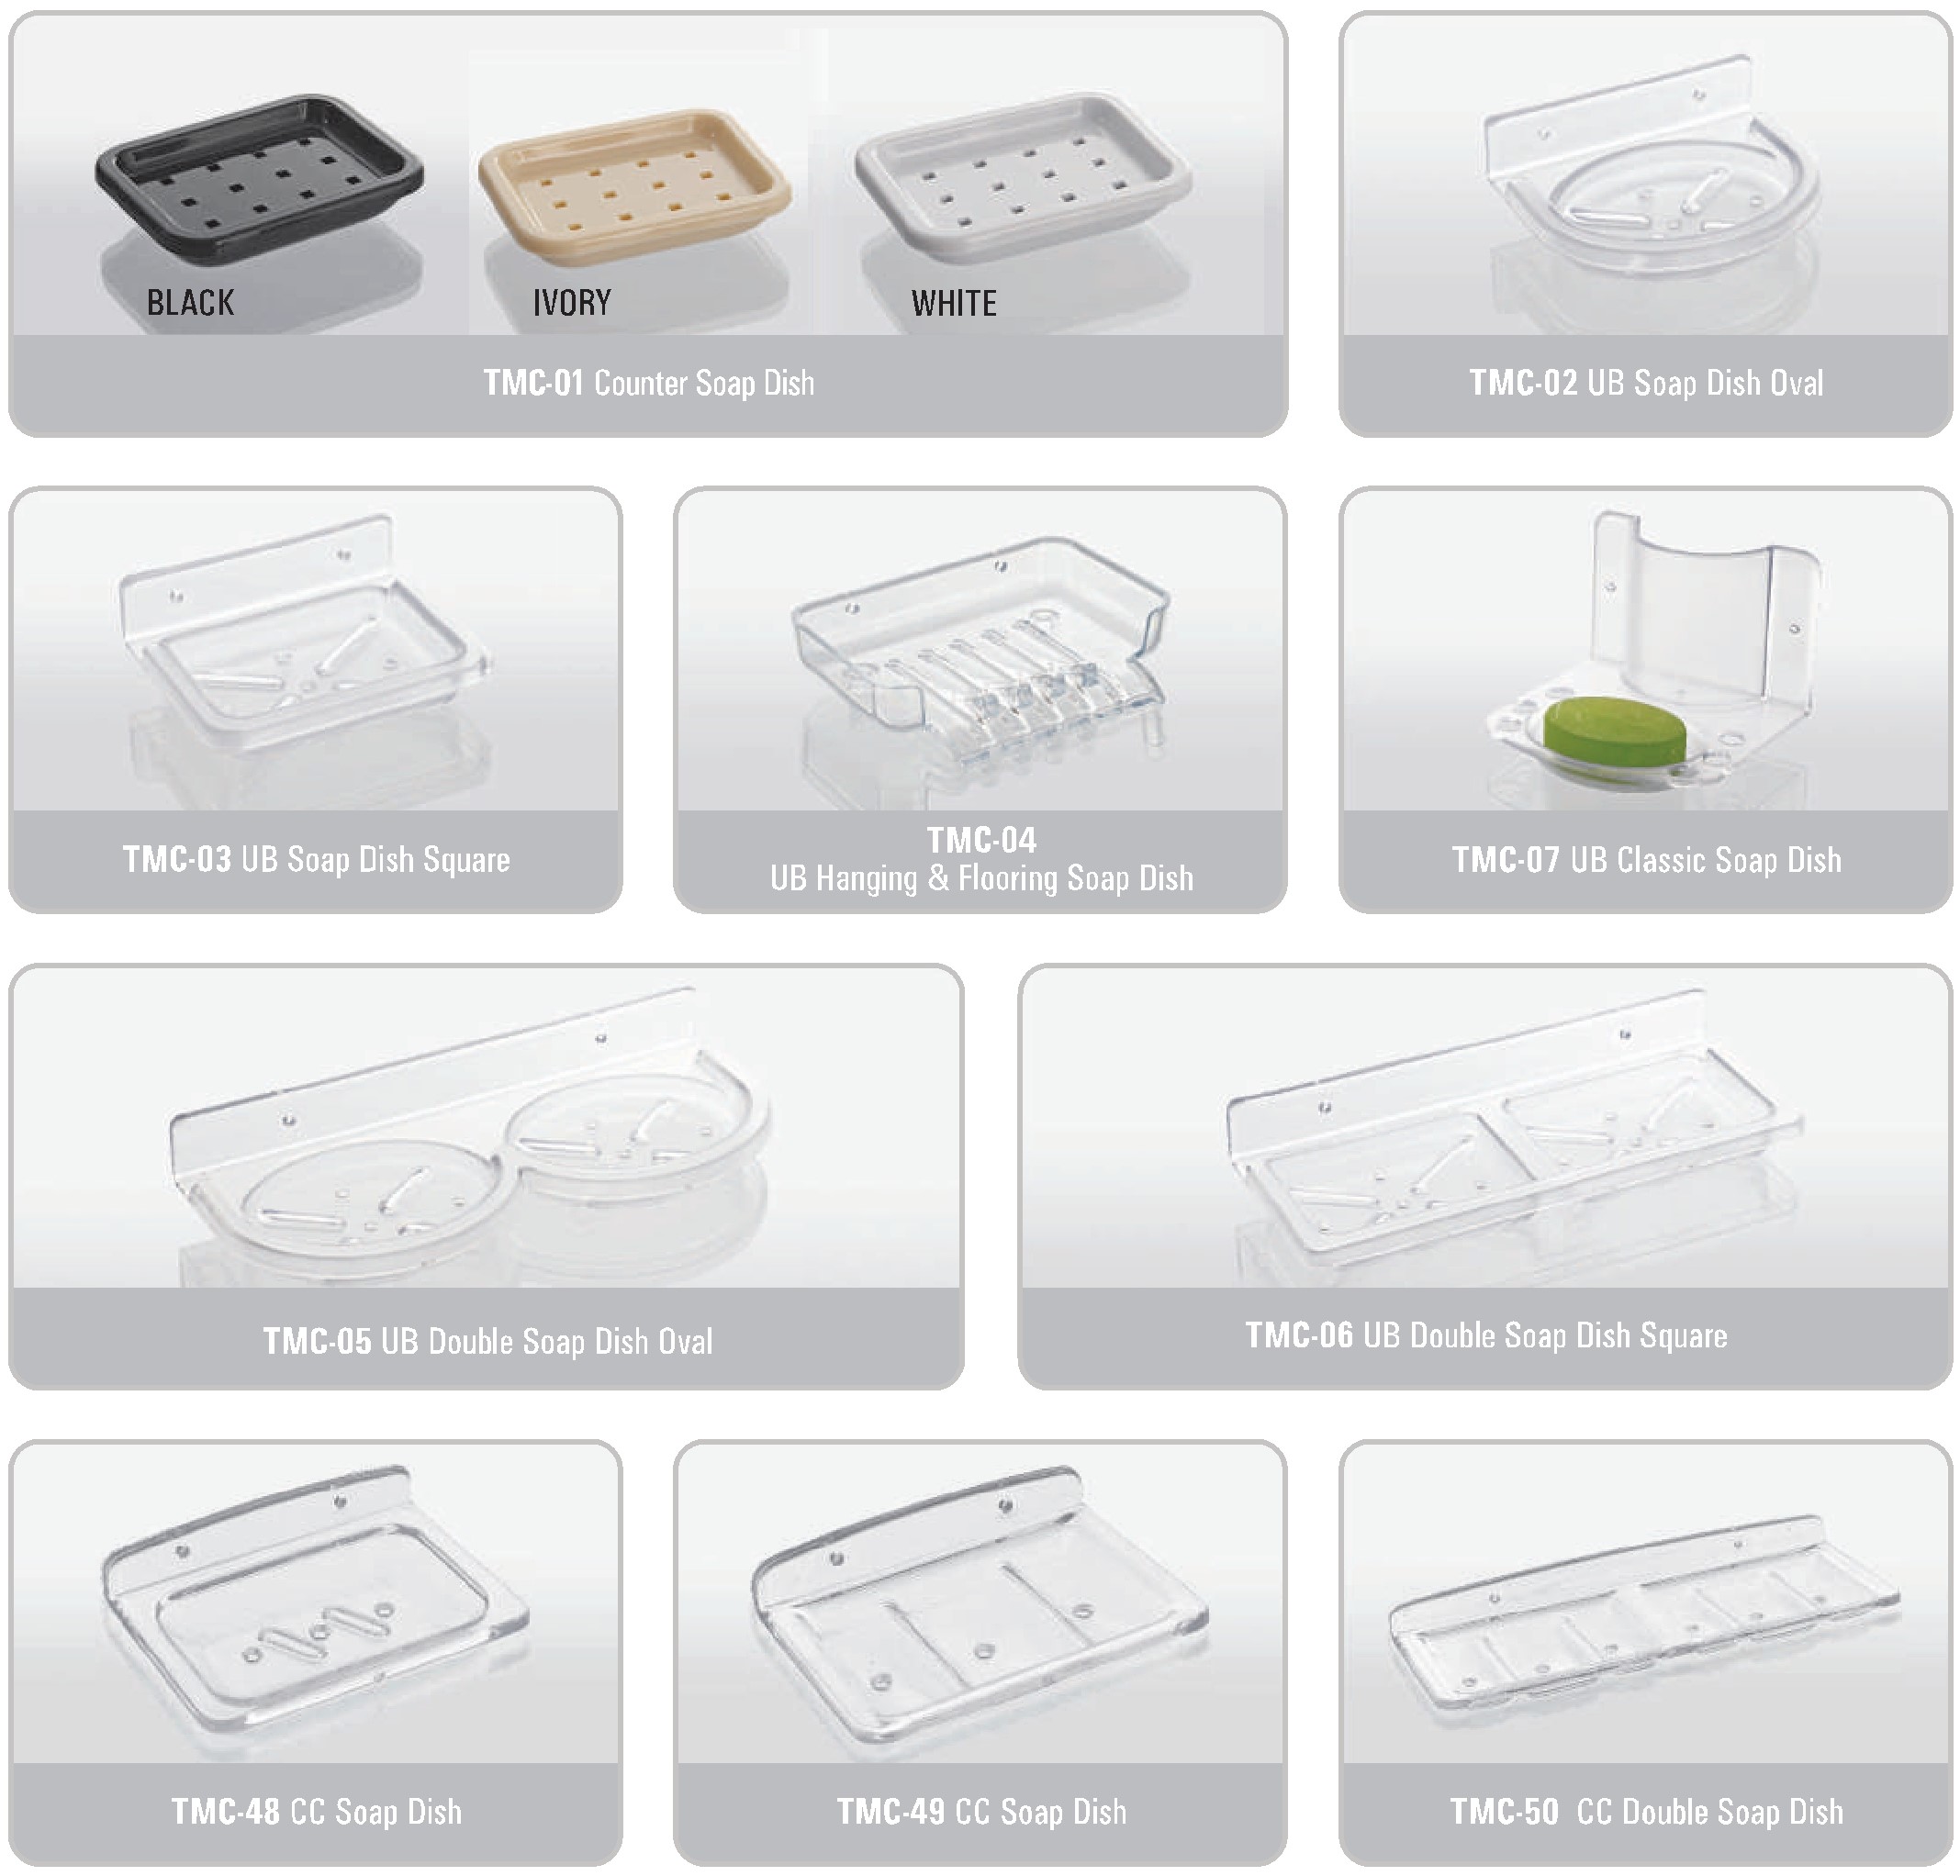 BLACK
IVORY
WHITE
TMC-01 Counter Soap Dish
TMC-02 UB Soap Dish Oval
TMC-03 UB Soap Dish Square
TMC-04
UB Hanging & Flooring Soap Dish
TMC-07 UB Classic Soap Dish
TMC-05 UB Double Soap Dish Oval
TMC-06 UB Double Soap Dish Square
TMC-48 CC Soap Dish
TMC-49 CC Soap Dish
TMC-50 CC Double Soap Dish